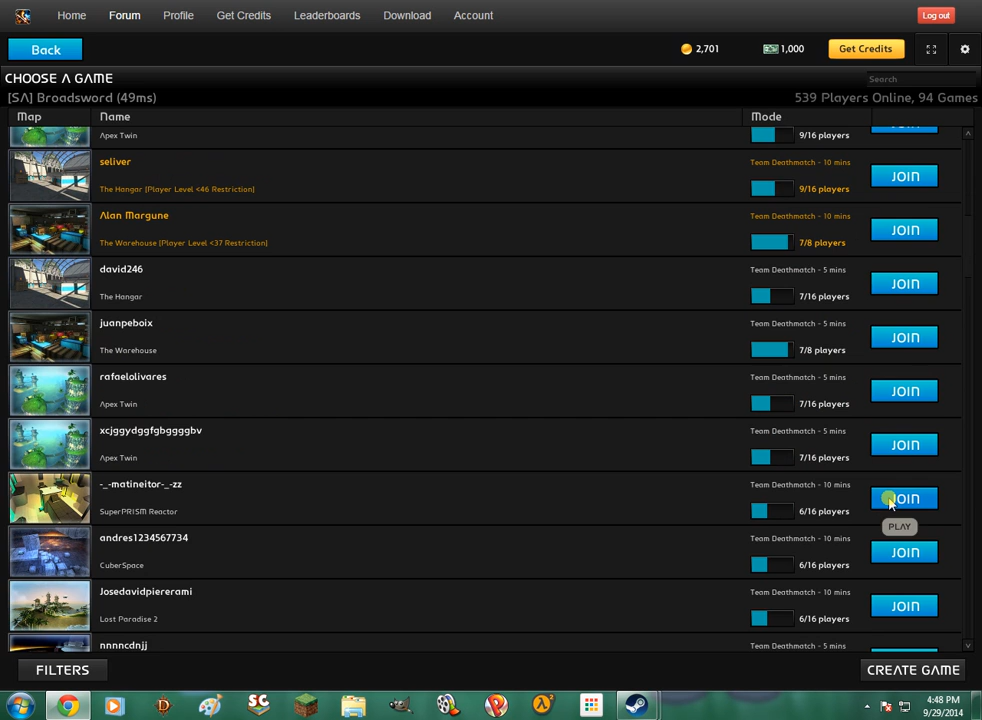 Home Forum Profile Get Credits Leaderboards Download Account Log out
Back 2,701 1,000 Get Credits
CHOOSE A GAME Search
[SA] Broadsword (49ms) 539 Players Online, 94 Games
Map Name Mode
Apex Twin 9/16 players JOIN
seliver Team Deathmatch - 10 mins
The Hangar [Player Level <46 Restriction] 9/16 players JOIN
Alan Margune Team Deathmatch - 10 mins
The Warehouse [Player Level <37 Restriction] 7/8 players JOIN
david246 Team Deathmatch - 5 mins
The Hangar 7/16 players JOIN
juanpeboix Team Deathmatch - 5 mins
The Warehouse 7/8 players JOIN
rafaelolivares Team Deathmatch - 5 mins
Apex Twin 7/16 players JOIN
xcjggydggfgbggggbv Team Deathmatch - 5 mins
Apex Twin 7/16 players JOIN
-_-matineitor-_-zz Team Deathmatch - 10 mins
SuperPRISM Reactor 6/16 players JOIN
PLAY
andres1234567734 Team Deathmatch - 10 mins
CuberSpace 6/16 players JOIN
Josedavidpiererami Team Deathmatch - 10 mins
Lost Paradise 2 6/16 players JOIN
nnnncdnjj Team Deathmatch - 5 mins
FILTERS CREATE GAME
SC
4:48 PM
9/29/2014